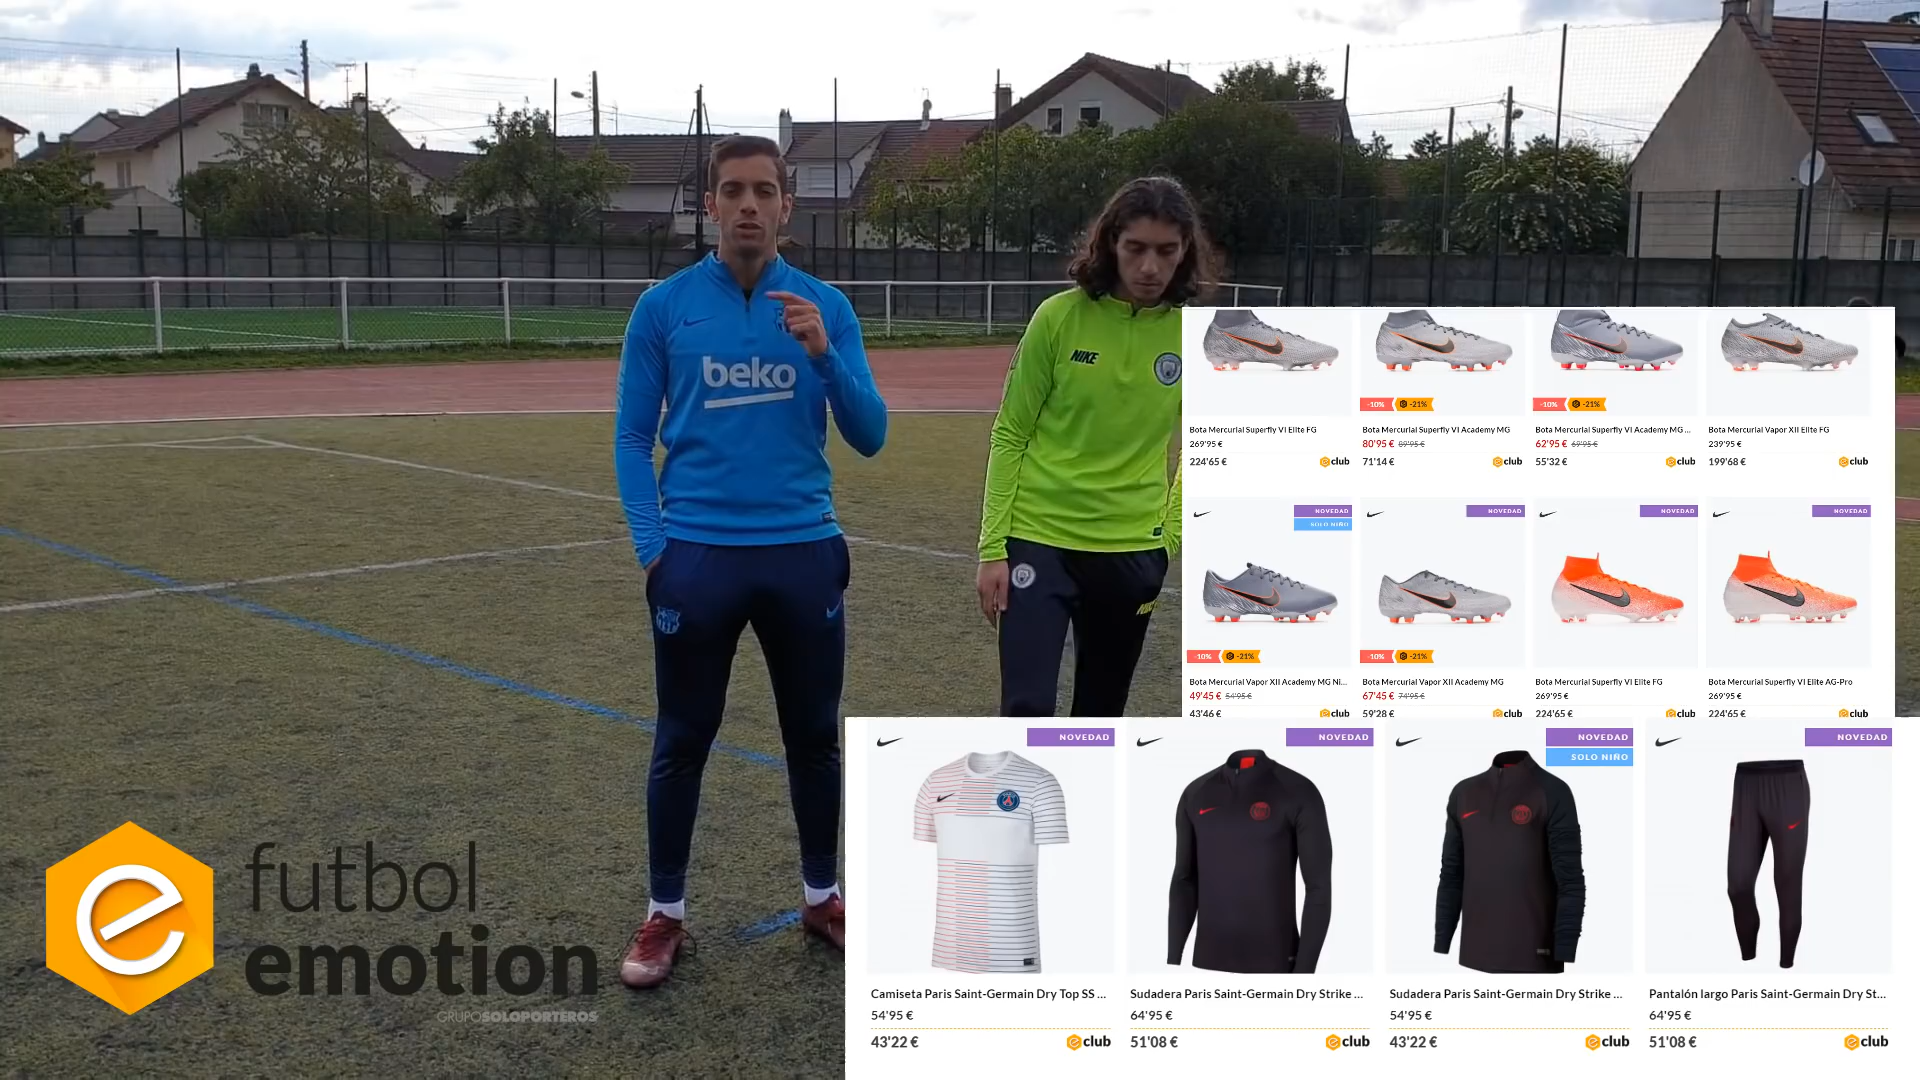 beko
NIKE
NIKE
-10% -21%
-10% -21%
Bota Mercurial Superfly VI Elite FG
269'95 €
224'65 € club
Bota Mercurial Superfly VI Academy MG
80'95 € 89'95 €
71'14 € club
Bota Mercurial Superfly VI Academy MG ...
62'95 € 69'95 €
55'32 € club
Bota Mercurial Vapor XII Elite FG
239'95 €
199'68 € club
NOVEDAD
SOLO NIÑO
NOVEDAD
NOVEDAD
NOVEDAD
-10% -21%
-10% -21%
Bota Mercurial Vapor XII Academy MG Ni...
49'45 € 54'95 €
43'46 € club
Bota Mercurial Vapor XII Academy MG
67'45 € 74'95 €
59'28 € club
Bota Mercurial Superfly VI Elite FG
269'95 €
224'65 € club
Bota Mercurial Superfly VI Elite AG-Pro
269'95 €
224'65 € club
NOVEDAD
NOVEDAD
NOVEDAD
SOLO NIÑO
NOVEDAD
Camiseta Paris Saint-Germain Dry Top SS ...
54'95 €
43'22 € club
Sudadera Paris Saint-Germain Dry Strike ...
64'95 €
51'08 € club
Sudadera Paris Saint-Germain Dry Strike ...
54'95 €
43'22 € club
Pantalón largo Paris Saint-Germain Dry St...
64'95 €
51'08 € club
e
futbol
emotion
GRUPOSOLOPORTEROS